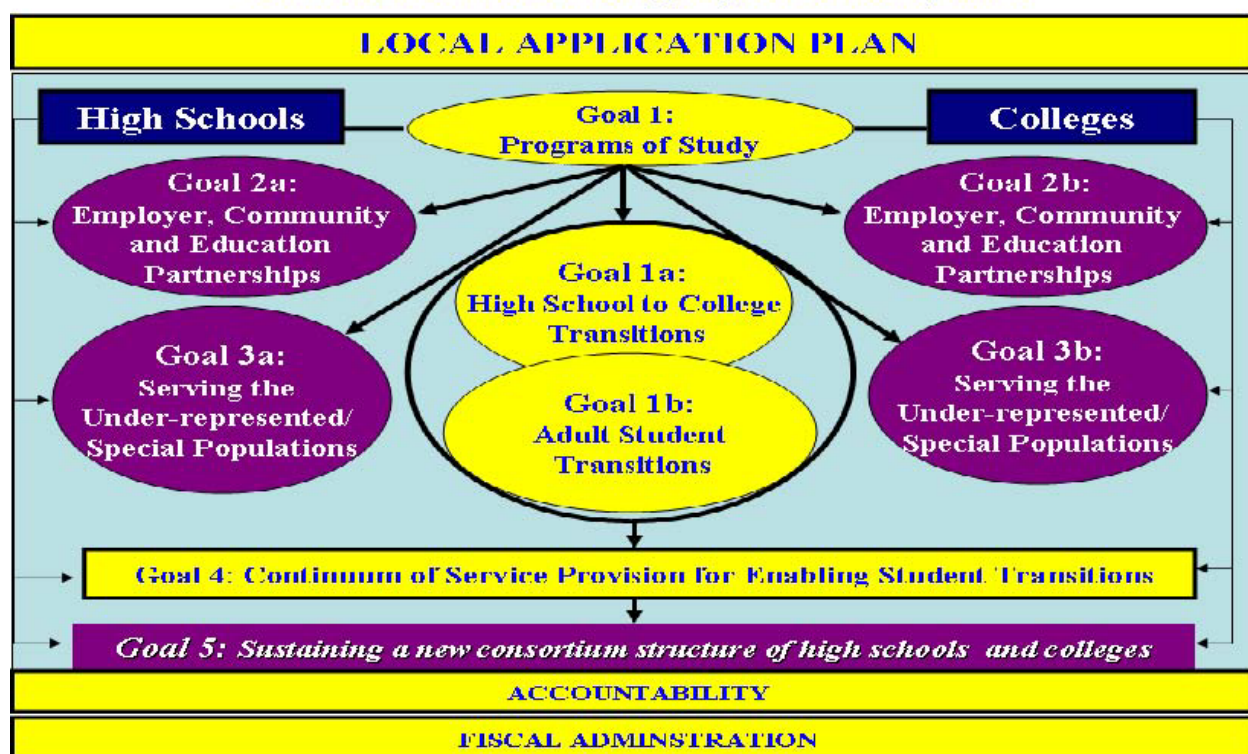 LOCAL APPLICATION PLAN
High Schools
Goal 1:
Programs of Study
Colleges
Goal 2a:
Employer, Community
and Education
Partnerships
Goal 2b:
Employer, Community
and Education
Partnerships
Goal 1a:
High School to College
Transitions
Goal 3a:
Serving the
Under-represented/
Special Populations
Goal 1b:
Adult Student
Transitions
Goal 3b:
Serving the
Under-represented/
Special Populations
Goal 4: Continuum of Service Provision for Enabling Student Transitions
Goal 5: Sustaining a new consortium structure of high schools and colleges
ACCOUNTABILITY
FISCAL ADMINSTRATION